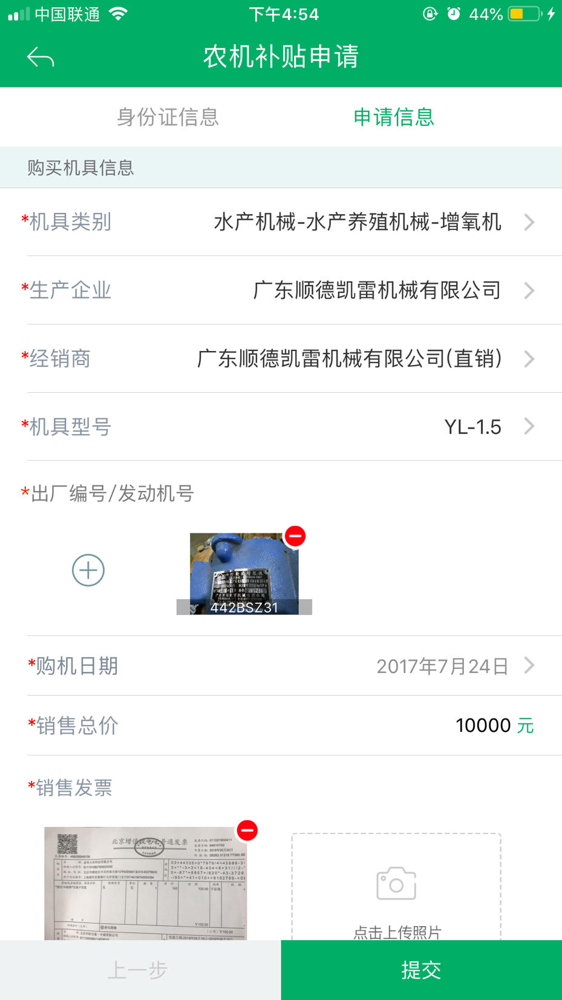 中国联通
下午4:54
44%
农机补贴申请
身份证信息
申请信息
购买机具信息
*机具类别
水产机械-水产养殖机械-增氧机
*生产企业
广东顺德凯雷机械有限公司
*经销商
广东顺德凯雷机械有限公司(直销)
*机具型号
YL-1.5
*出厂编号/发动机号
2BSZ31
442BSZ31
*购机日期
2017年7月24日
*销售总价
10000 元
*销售发票
点击上传照片
上一步
提交